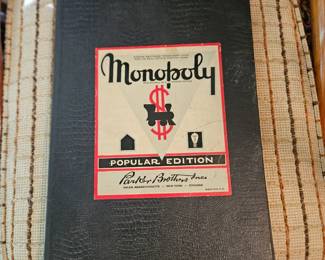 Monopoly
$
POPULAR EDITION
Parker Brothers Inc.
SALEM MASSACHUSETTS · NEW YORK · CHICAGO